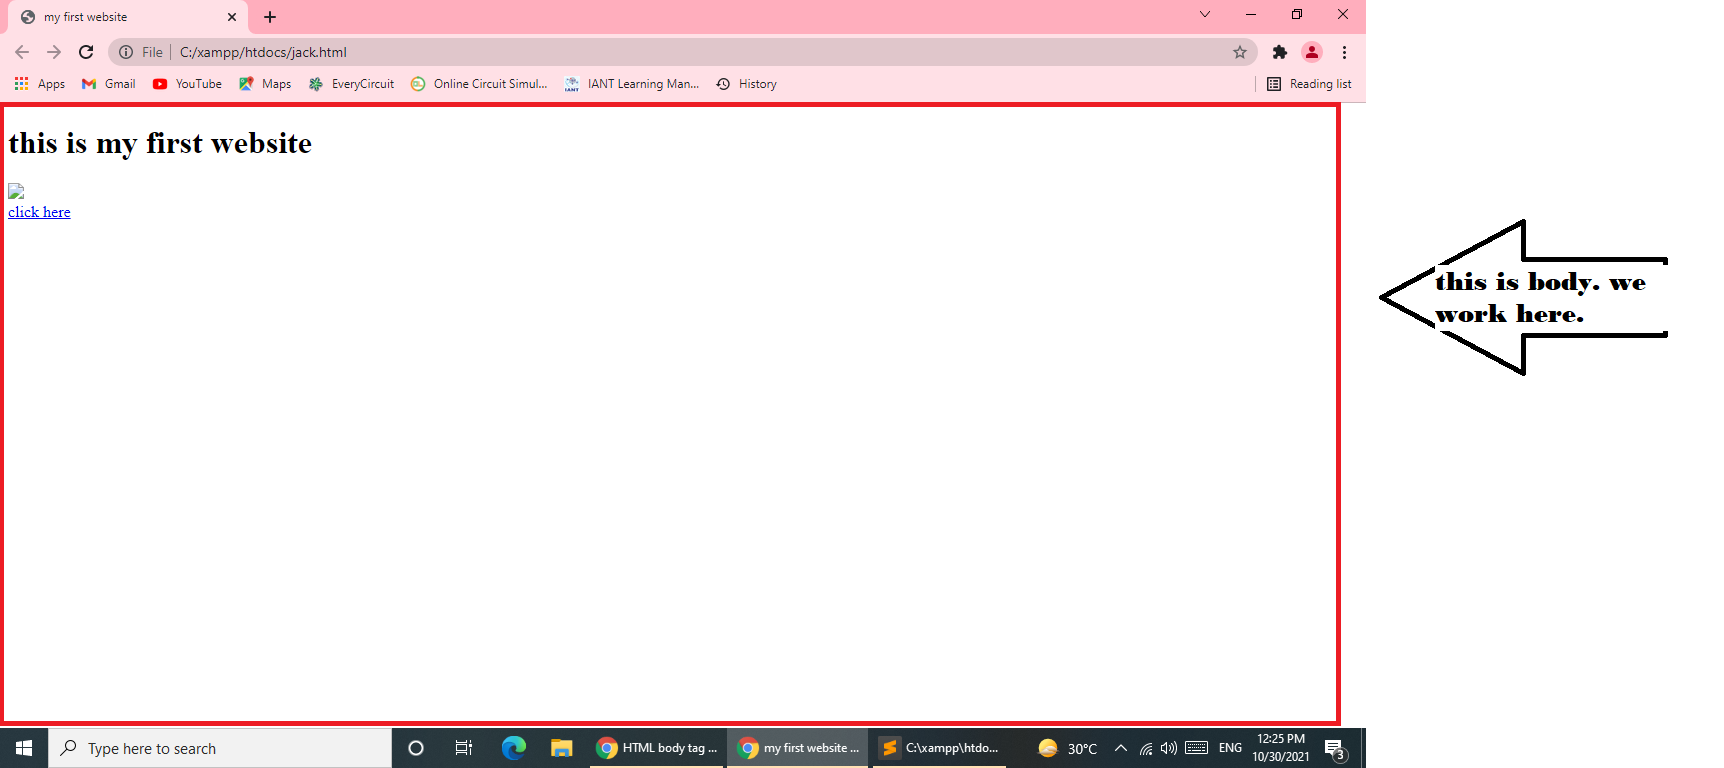 my first website
File C:/xampp/htdocs/jack.html
Apps Gmail YouTube Maps EveryCircuit Online Circuit Simul... IANT Learning Man... History Reading list
this is my first website
click here
this is body. we
work here.
Type here to search
HTML body tag ...
my first website ...
C:\xampp\htdo...
30°C
ENG
12:25 PM
10/30/2021
3